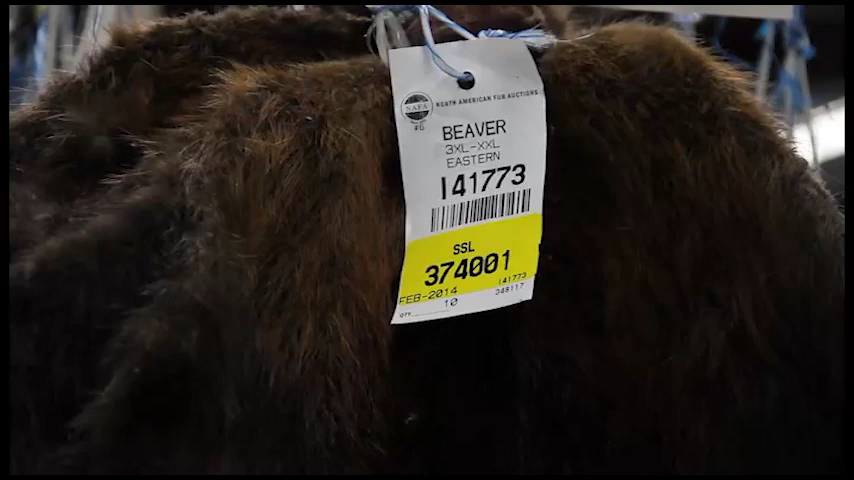 NAFA
NORTH AMERICAN FUR AUCTIONS
#6
BEAVER
3XL-XXL
EASTERN
141773
SSL
374001
FEB-2014
141773
QTY. 10
348117